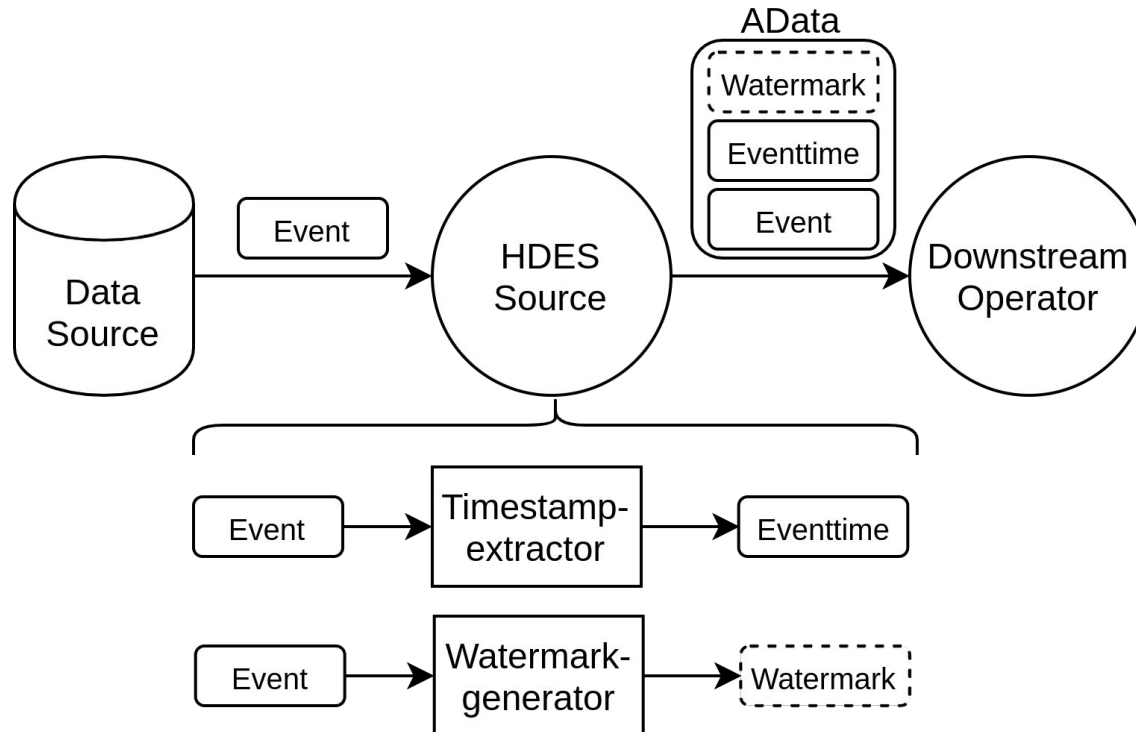 AData
Watermark
Eventtime
Event
Event
Data
Source
HDES
Source
Downstream
Operator
Event
Timestamp-
extractor
Eventtime
Event
Watermark-
generator
Watermark